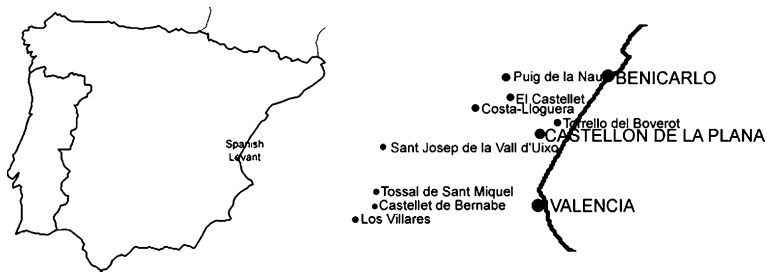 Spanish
Levant
Puig de la Nau
BENICARLO
El Castellet
Costa-Lloguera
Torrello del Boverot
CASTELLON DE LA PLANA
Sant Josep de la Vall d'Uixo
Tossal de Sant Miquel
Castellet de Bernabe
VALENCIA
Los Villares